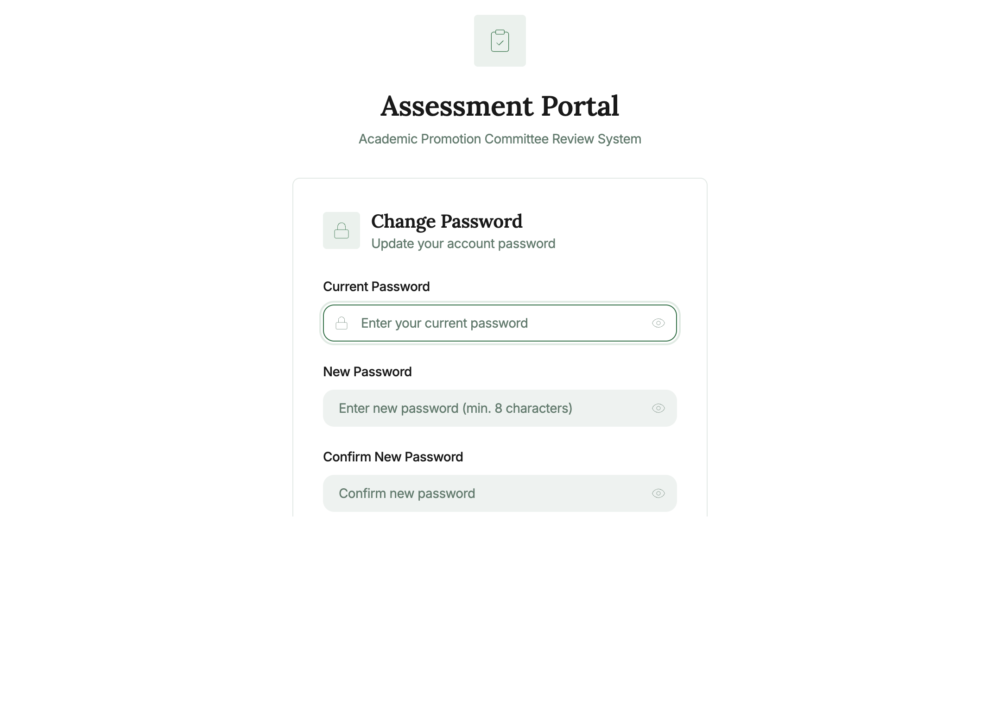 Assessment Portal
Academic Promotion Committee Review System
Change Password
Update your account password
Current Password
Enter your current password
New Password
Enter new password (min. 8 characters)
Confirm New Password
Confirm new password